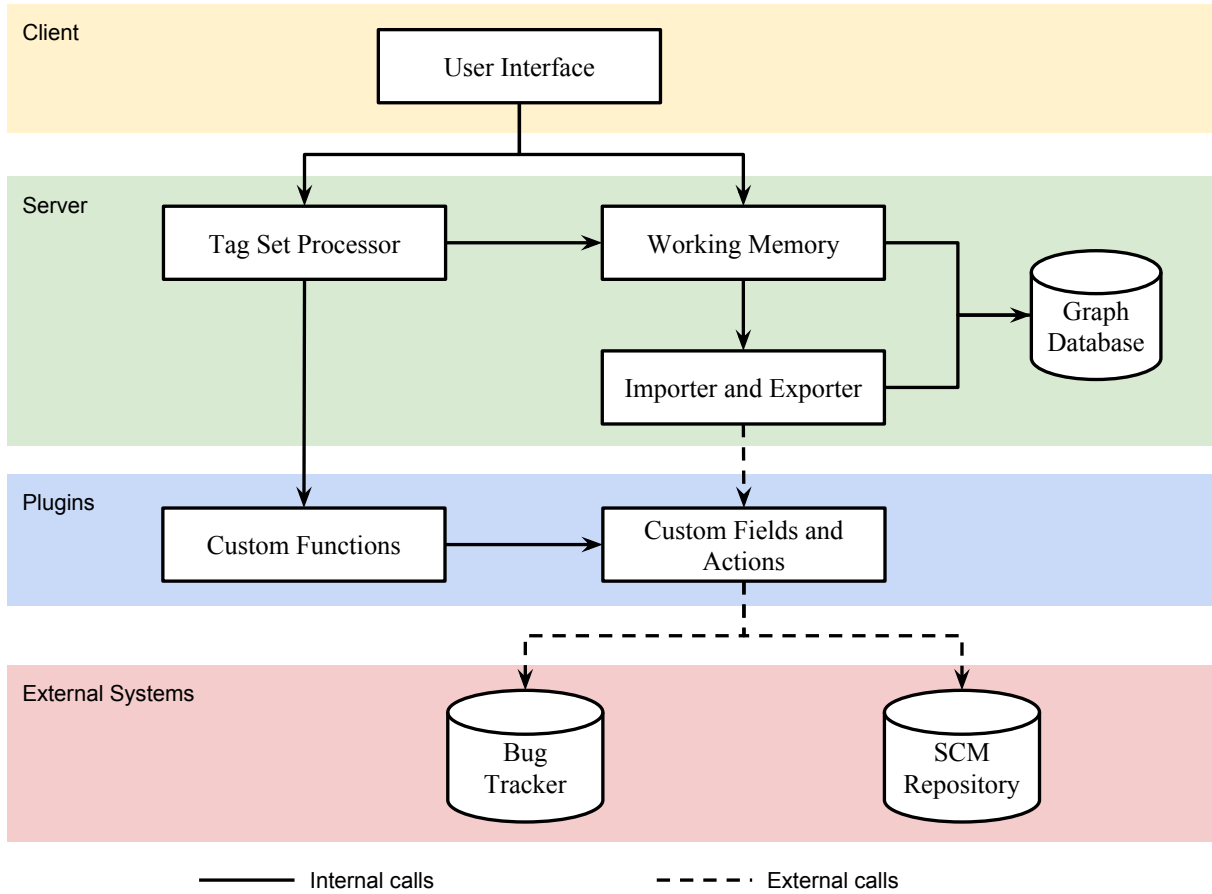 Client
User Interface
Server
Tag Set Processor
Working Memory
Graph
Database
Importer and Exporter
Plugins
Custom Functions
Custom Fields and
Actions
External Systems
Bug
Tracker
SCM
Repository
Internal calls
External calls